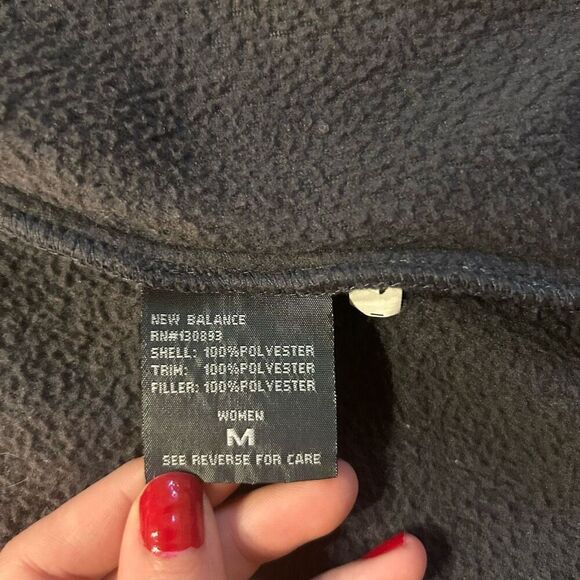 NEW BALANCE
RN#130893
SHELL: 100%POLYESTER
TRIM: 100%POLYESTER
FILLER: 100%POLYESTER
WOMEN
M
SEE REVERSE FOR CARE